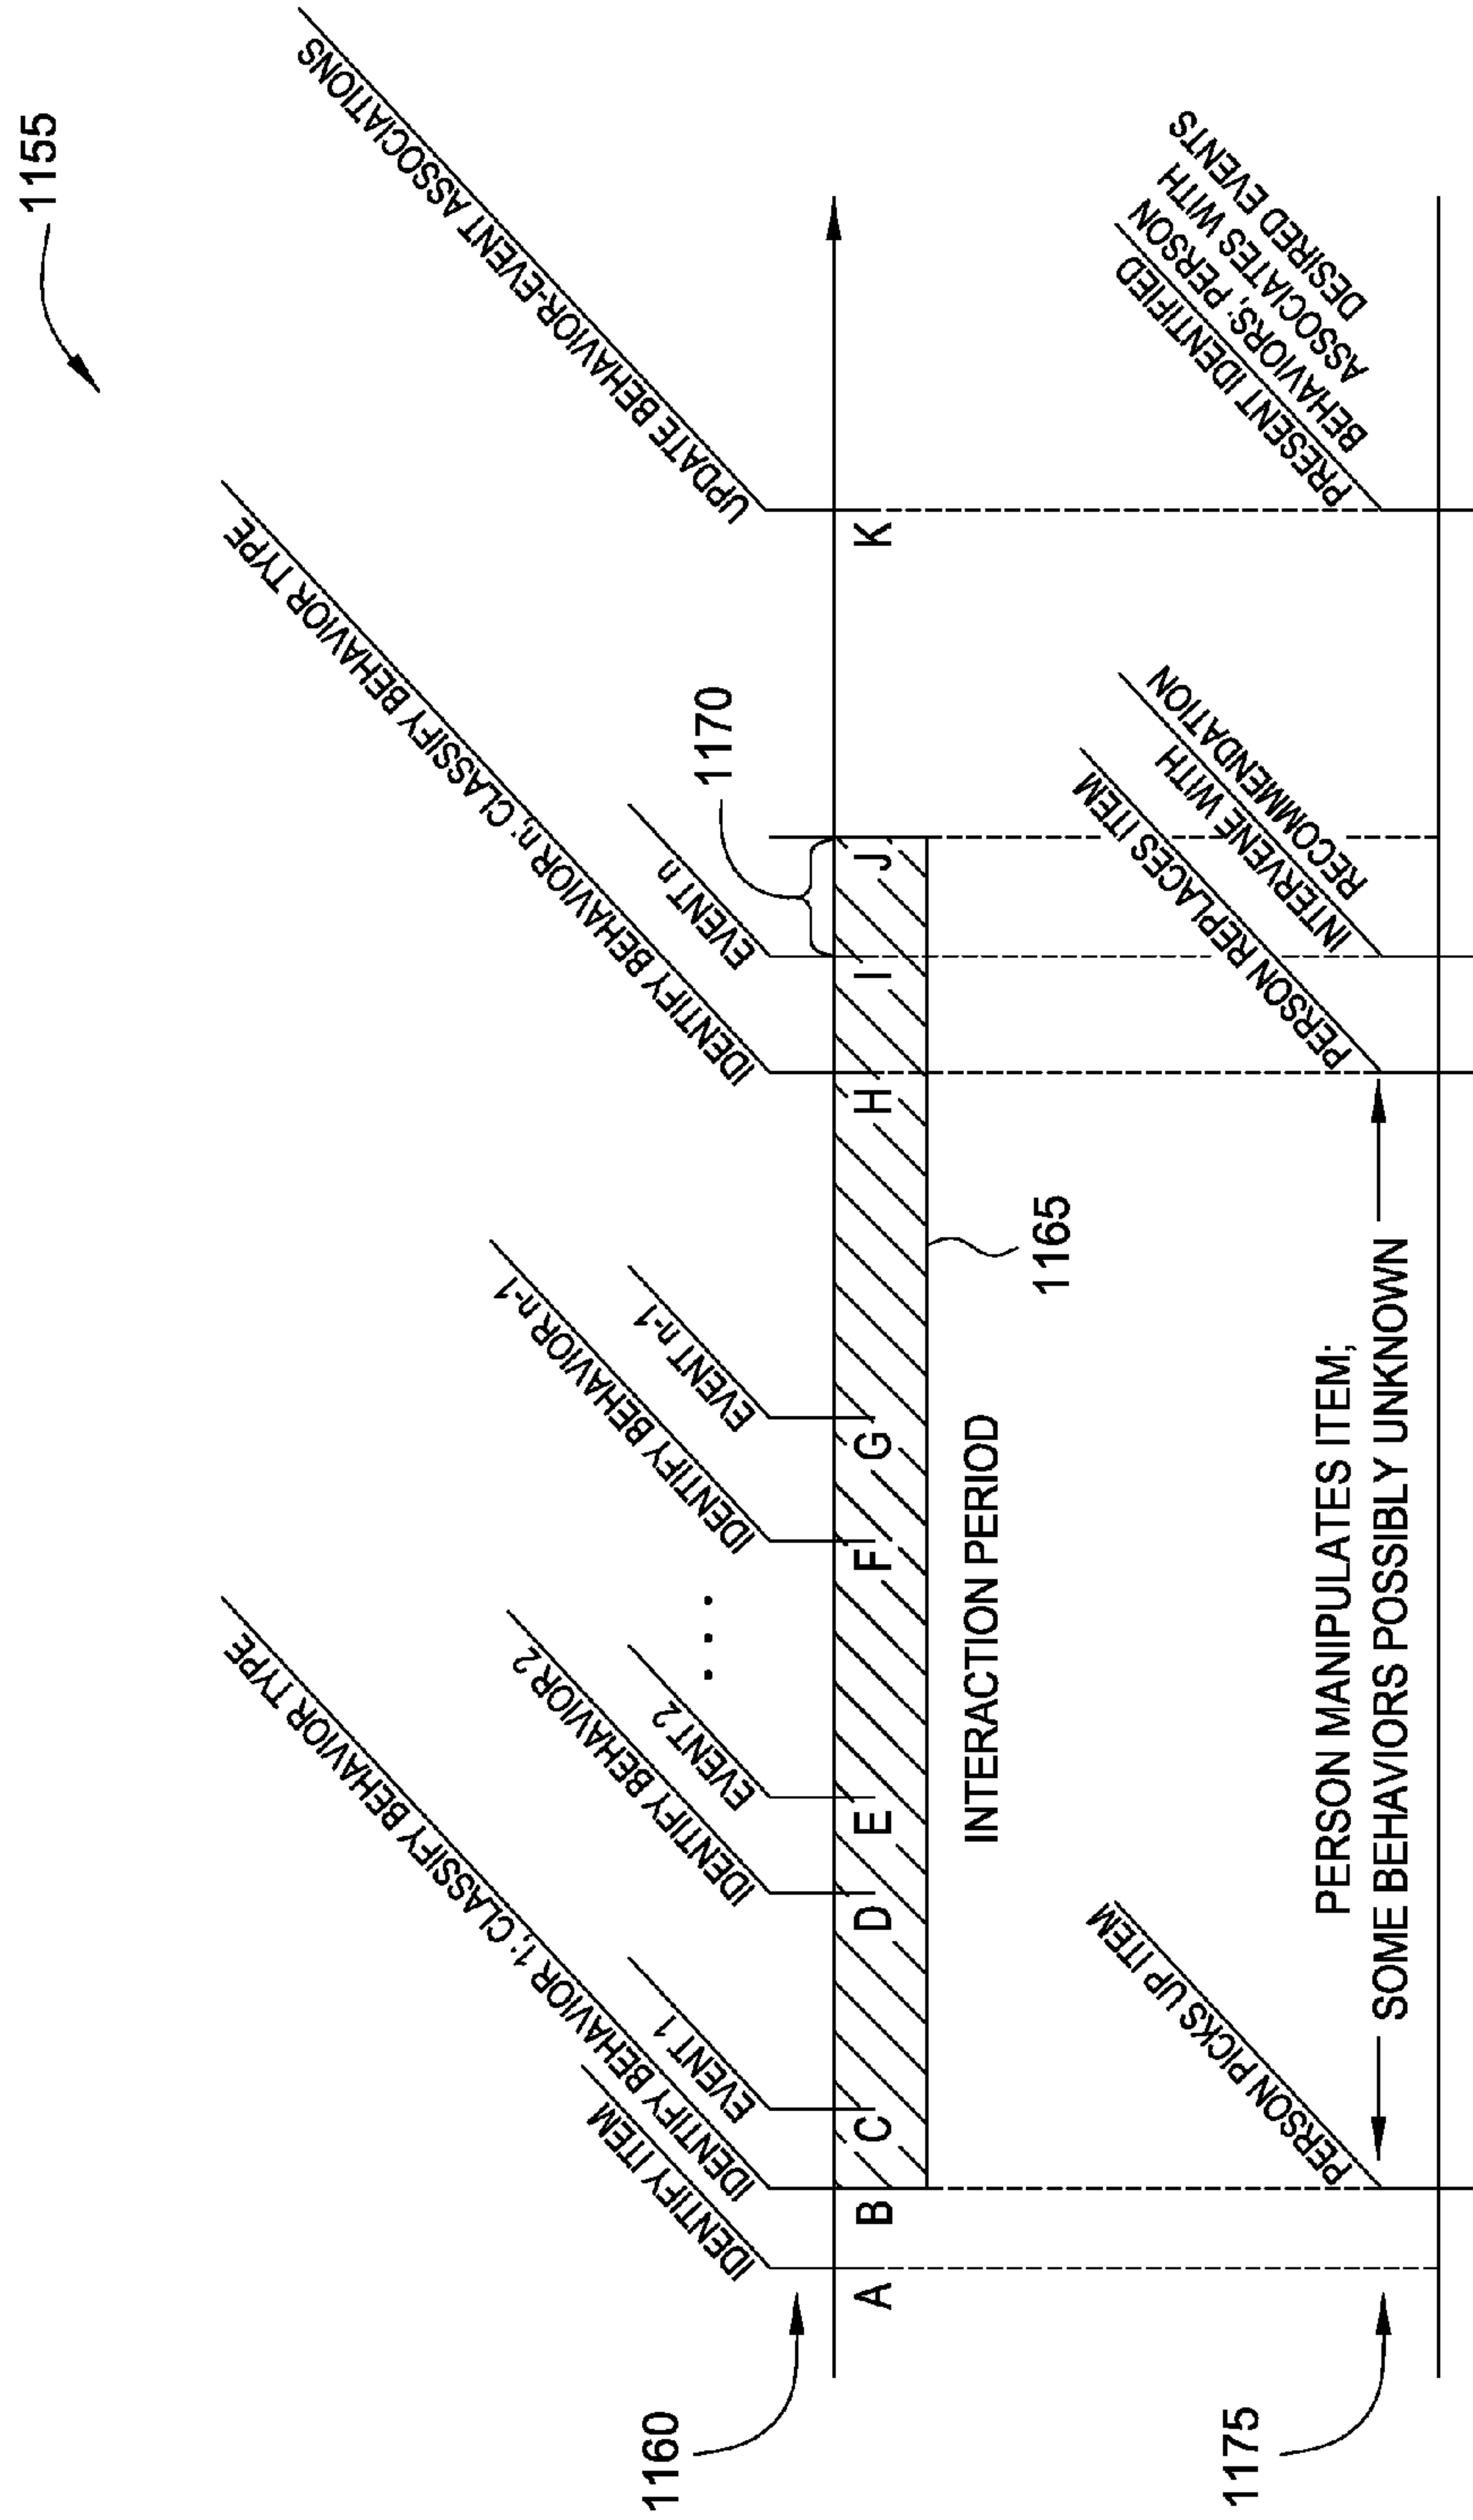 1155
IDENTIFY ITEM
IDENTIFY BEHAVIOR 1; CLASSIFY BEHAVIOR TYPE
EVENT 1
IDENTIFY BEHAVIOR 2
EVENT 2
. . .
IDENTIFY BEHAVIOR n-1
EVENT n-1
IDENTIFY BEHAVIOR n; CLASSIFY BEHAVIOR TYPE
EVENT n
UPDATE BEHAVIOR-EVENT ASSOCIATIONS
1160
1170
A B C D E F G H I J K
INTERACTION PERIOD
1165
1175
PERSON PICKS UP ITEM
PERSON MANIPULATES ITEM;
SOME BEHAVIORS POSSIBLY UNKNOWN
PERSON REPLACES ITEM
INTERVENE WITH
RECOMMENDATION
PRESENT IDENTIFIED
BEHAVIORS; PERSON
ASSOCIATES WITH
DESIRED EVENTS